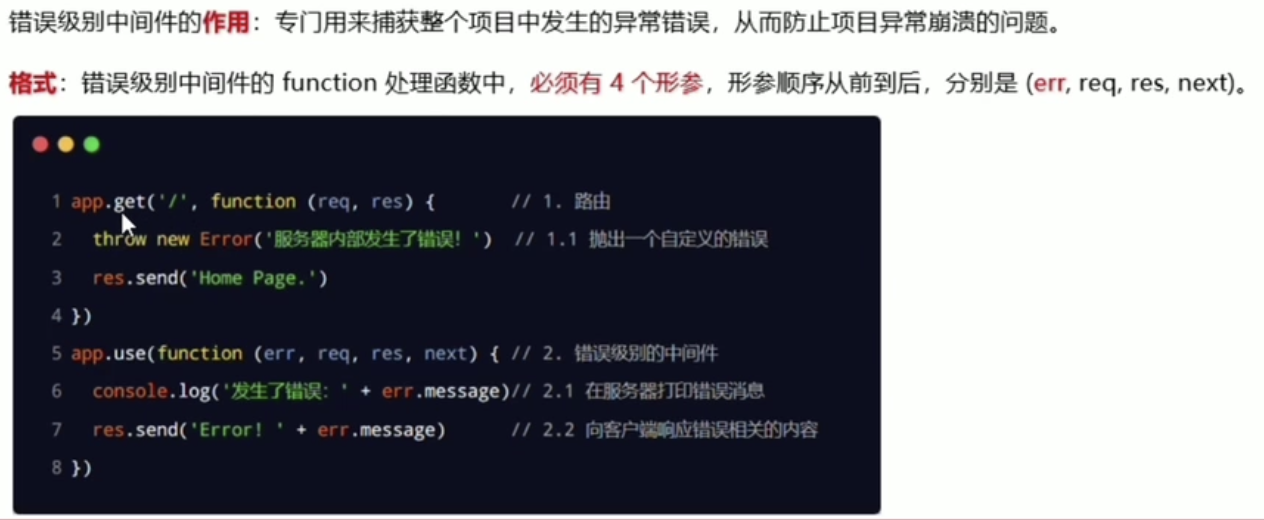 错误级别中间件的作用：专门用来捕获整个项目中发生的异常错误，从而防止项目异常崩溃的问题。
格式：错误级别中间件的 function 处理函数中，必须有 4 个形参，形参顺序从前到后，分别是 (err, req, res, next)。
1 app.get('/', function (req, res) { // 1. 路由
2 throw new Error('服务器内部发生了错误！') // 1.1 抛出一个自定义的错误
3 res.send('Home Page.')
4 })
5 app.use(function (err, req, res, next) { // 2. 错误级别的中间件
6 console.log('发生了错误：' + err.message)// 2.1 在服务器打印错误消息
7 res.send('Error! ' + err.message) // 2.2 向客户端响应错误相关的内容
8 })